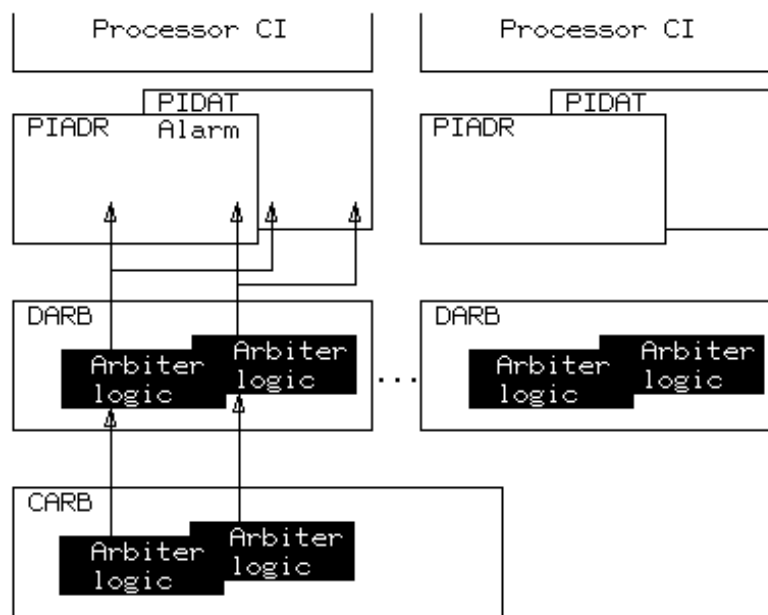 Processor CI
Processor CI
PIDAT
PIADR
Alarm
PIDAT
PIADR
DARB
Arbiter
logic
Arbiter
logic
...
DARB
Arbiter
logic
Arbiter
logic
CARB
Arbiter
logic
Arbiter
logic